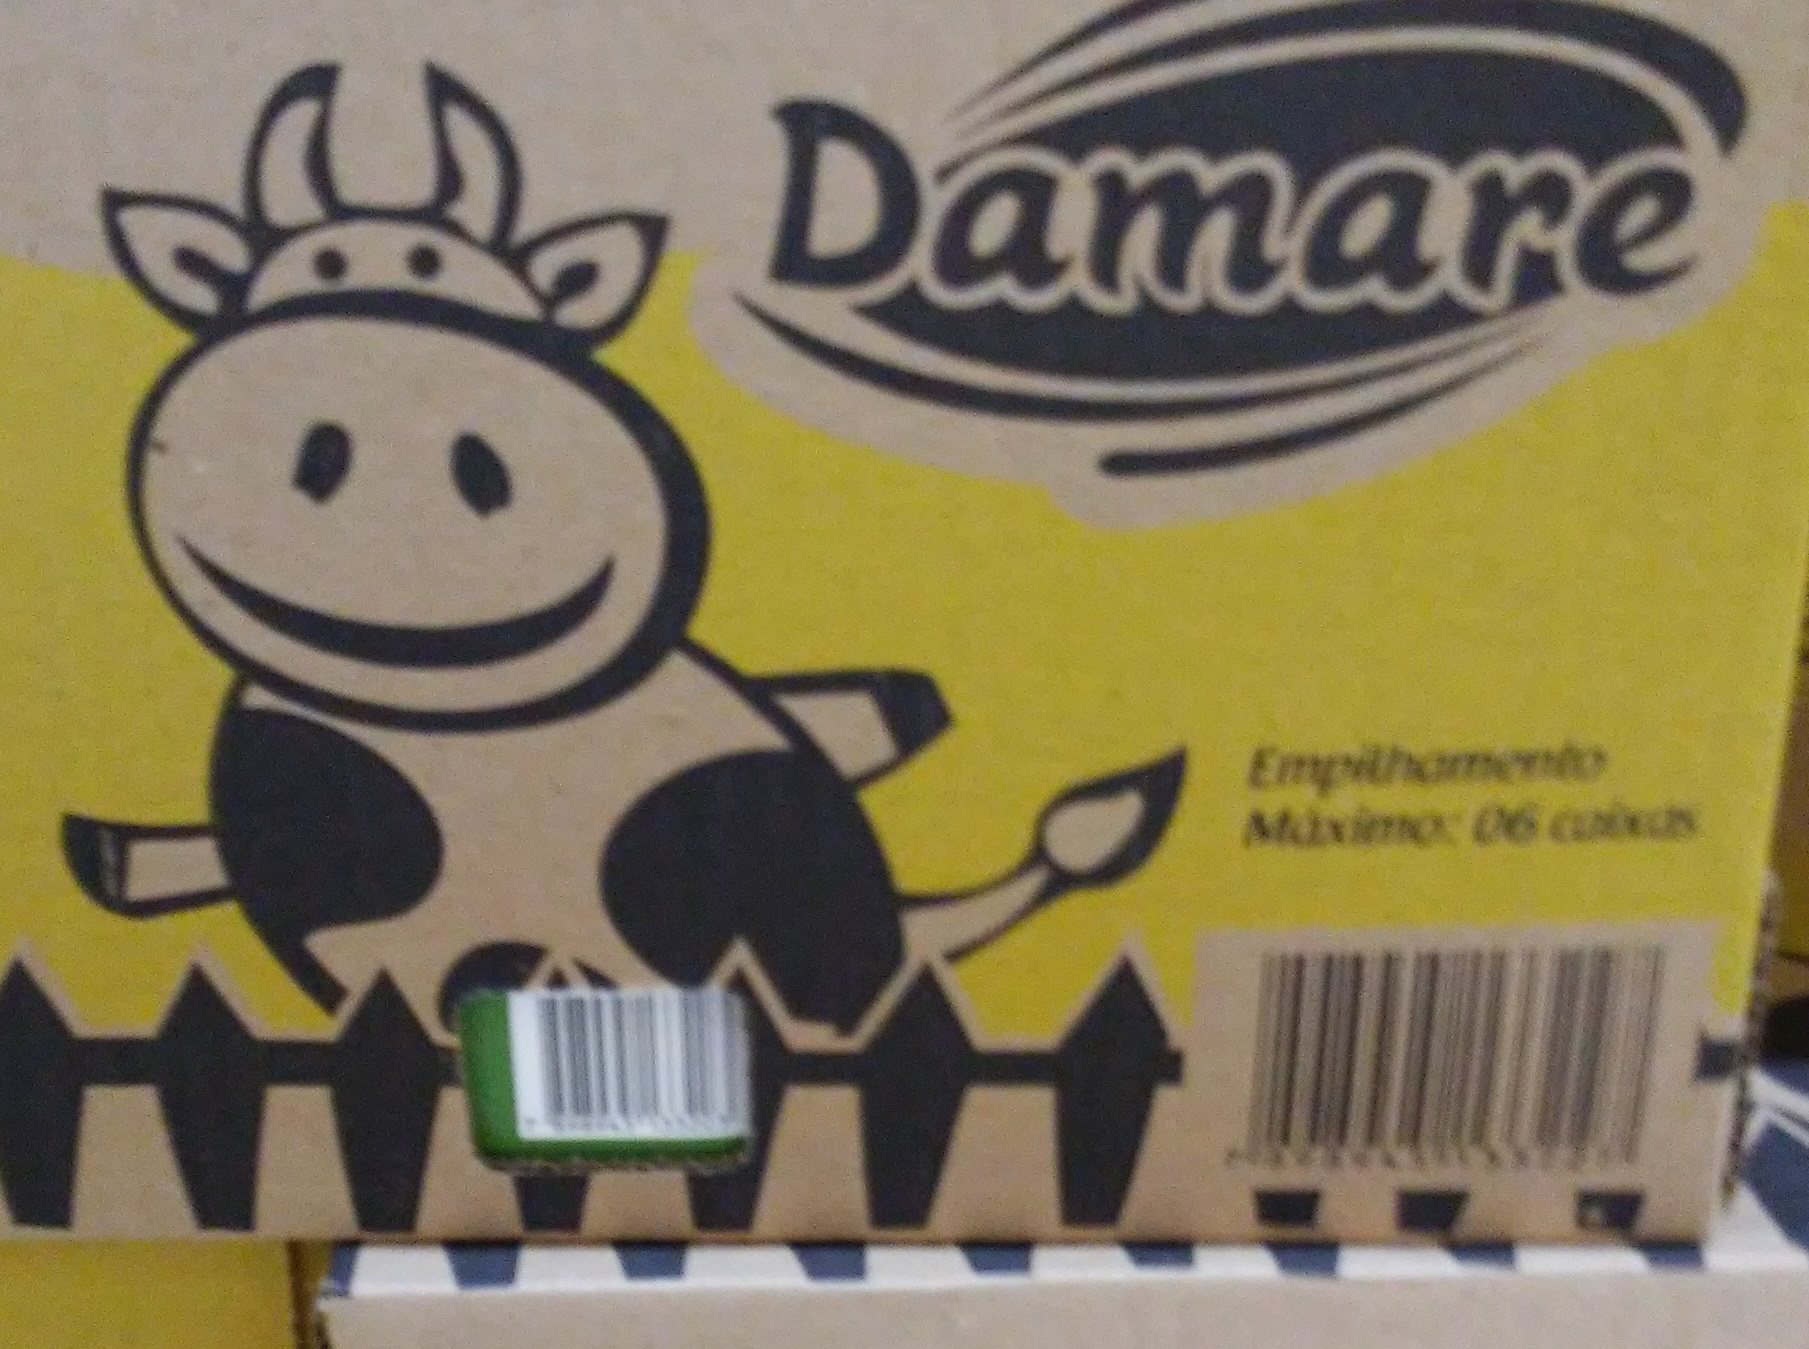 Damare
Empilhamento
Máximo: 06 caixas